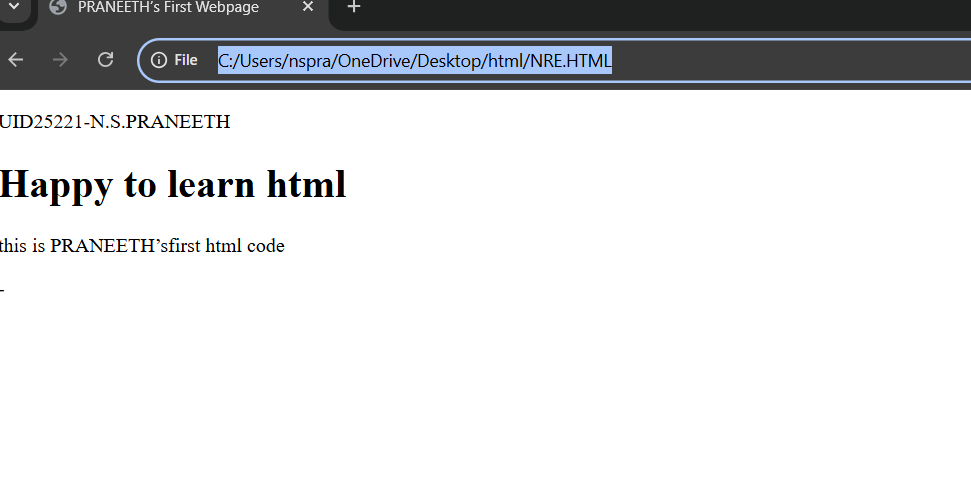 PRANEETH’s First Webpage
File C:/Users/nspra/OneDrive/Desktop/html/NRE.HTML
UID25221-N.S.PRANEETH
Happy to learn html
this is PRANEETH’sfirst html code
-